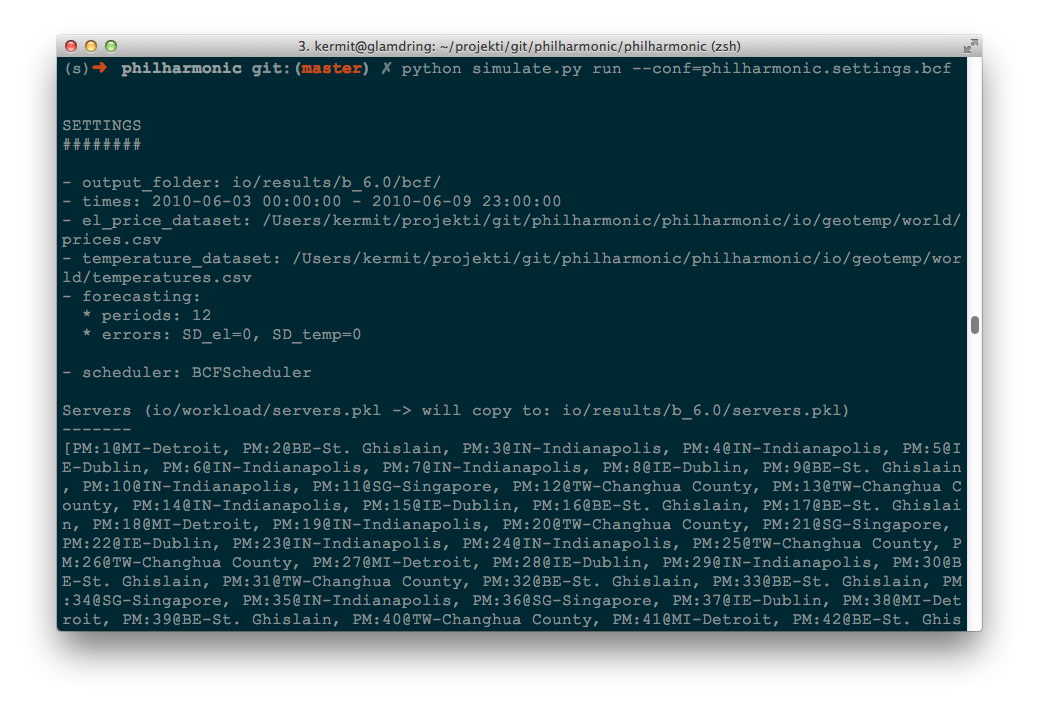 3. kermit@glamdring: ~/projekti/git/philharmonic/philharmonic (zsh)
(s)➜ philharmonic git:(master) ✗ python simulate.py run --conf=philharmonic.settings.bcf
SETTINGS
########
- output_folder: io/results/b_6.0/bcf/
- times: 2010-06-03 00:00:00 - 2010-06-09 23:00:00
- el_price_dataset: /Users/kermit/projekti/git/philharmonic/philharmonic/io/geotemp/world/
prices.csv
- temperature_dataset: /Users/kermit/projekti/git/philharmonic/philharmonic/io/geotemp/wor
ld/temperatures.csv
- forecasting:
  * periods: 12
  * errors: SD_el=0, SD_temp=0
- scheduler: BCFScheduler
Servers (io/workload/servers.pkl -> will copy to: io/results/b_6.0/servers.pkl)
-------
[PM:1@MI-Detroit, PM:2@BE-St. Ghislain, PM:3@IN-Indianapolis, PM:4@IN-Indianapolis, PM:5@I
E-Dublin, PM:6@IN-Indianapolis, PM:7@IN-Indianapolis, PM:8@IE-Dublin, PM:9@BE-St. Ghislain
, PM:10@IN-Indianapolis, PM:11@SG-Singapore, PM:12@TW-Changhua County, PM:13@TW-Changhua C
ounty, PM:14@IN-Indianapolis, PM:15@IE-Dublin, PM:16@BE-St. Ghislain, PM:17@BE-St. Ghislai
n, PM:18@MI-Detroit, PM:19@IN-Indianapolis, PM:20@TW-Changhua County, PM:21@SG-Singapore,
PM:22@IE-Dublin, PM:23@IN-Indianapolis, PM:24@IN-Indianapolis, PM:25@TW-Changhua County, P
M:26@TW-Changhua County, PM:27@MI-Detroit, PM:28@IE-Dublin, PM:29@IN-Indianapolis, PM:30@B
E-St. Ghislain, PM:31@TW-Changhua County, PM:32@BE-St. Ghislain, PM:33@BE-St. Ghislain, PM
:34@SG-Singapore, PM:35@IN-Indianapolis, PM:36@SG-Singapore, PM:37@IE-Dublin, PM:38@MI-Det
roit, PM:39@BE-St. Ghislain, PM:40@TW-Changhua County, PM:41@MI-Detroit, PM:42@BE-St. Ghis